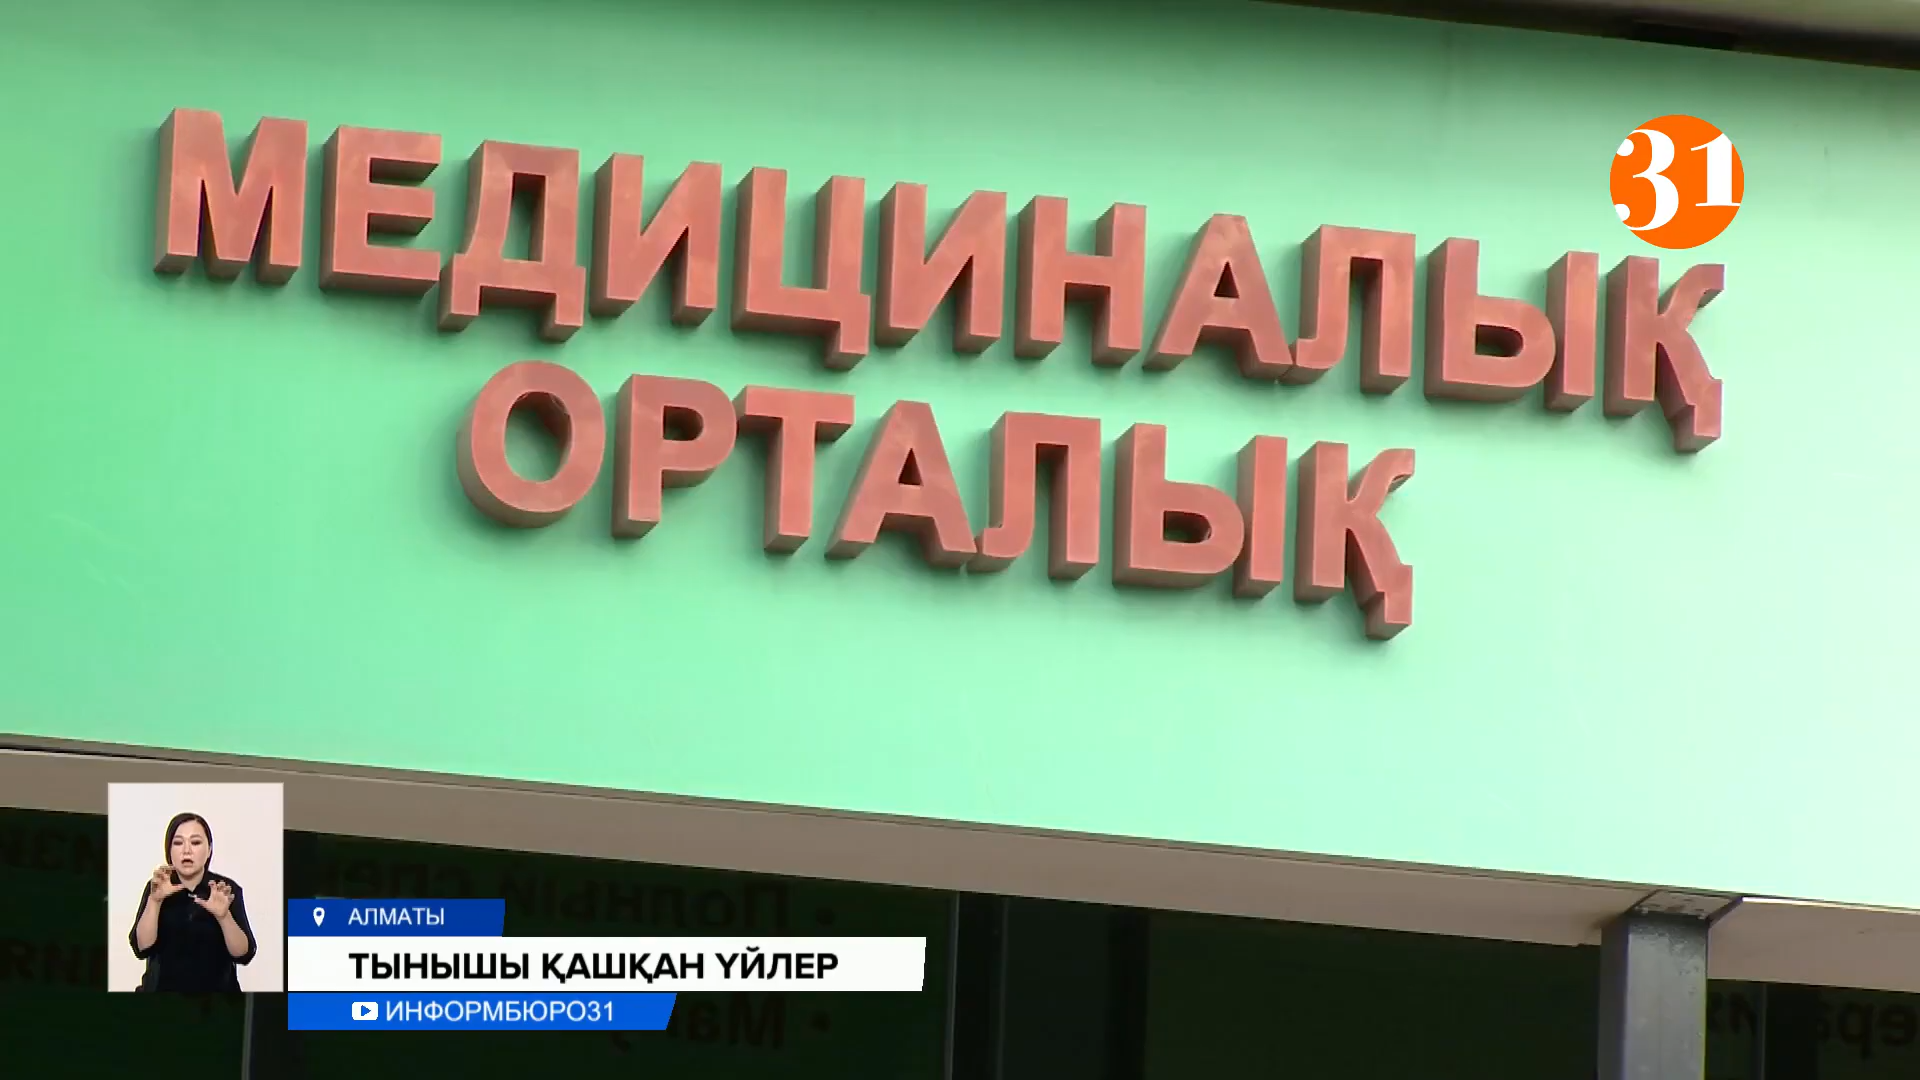 31
МЕДИЦИНАЛЫҚ
ОРТАЛЫҚ
АЛМАТЫ
ТЫНЫШЫ ҚАШҚАН ҮЙЛЕР
ИНФОРМБЮРО31